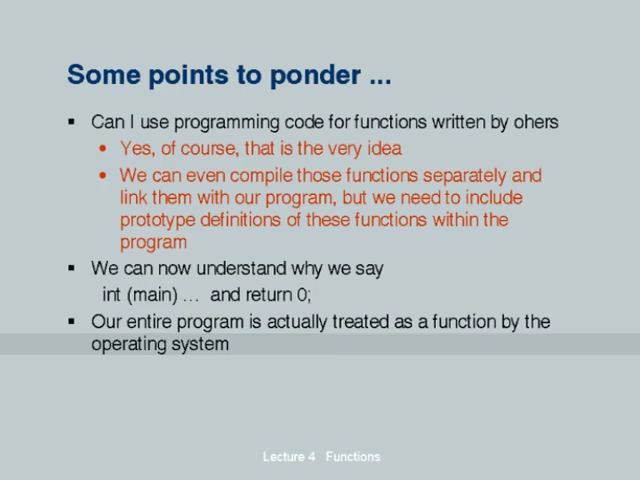 Some points to ponder ...
▪ Can I use programming code for functions written by ohers
• Yes, of course, that is the very idea
• We can even compile those functions separately and
link them with our program, but we need to include
prototype definitions of these functions within the
program
▪ We can now understand why we say
int (main) … and return 0;
▪ Our entire program is actually treated as a function by the
operating system
Lecture 4 Functions